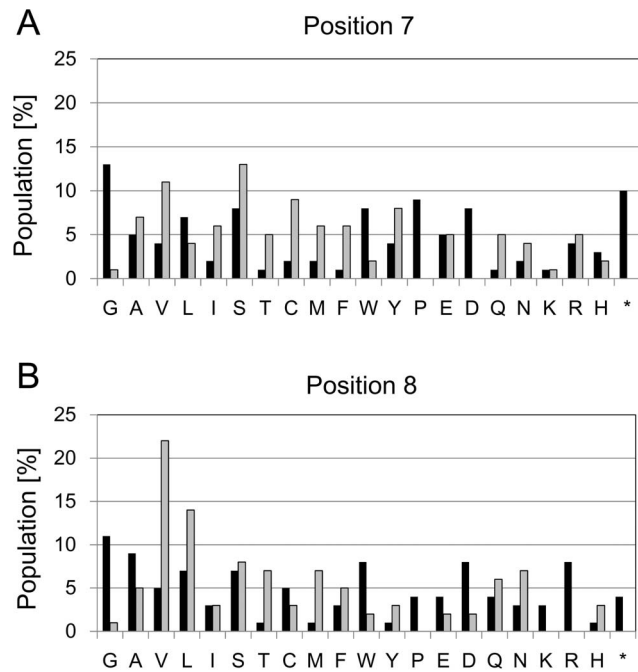 A
Position 7
Population [%]
25
20
15
10
5
0
G A V L I S T C M F W Y P E D Q N K R H *
B
Position 8
Population [%]
25
20
15
10
5
0
G A V L I S T C M F W Y P E D Q N K R H *